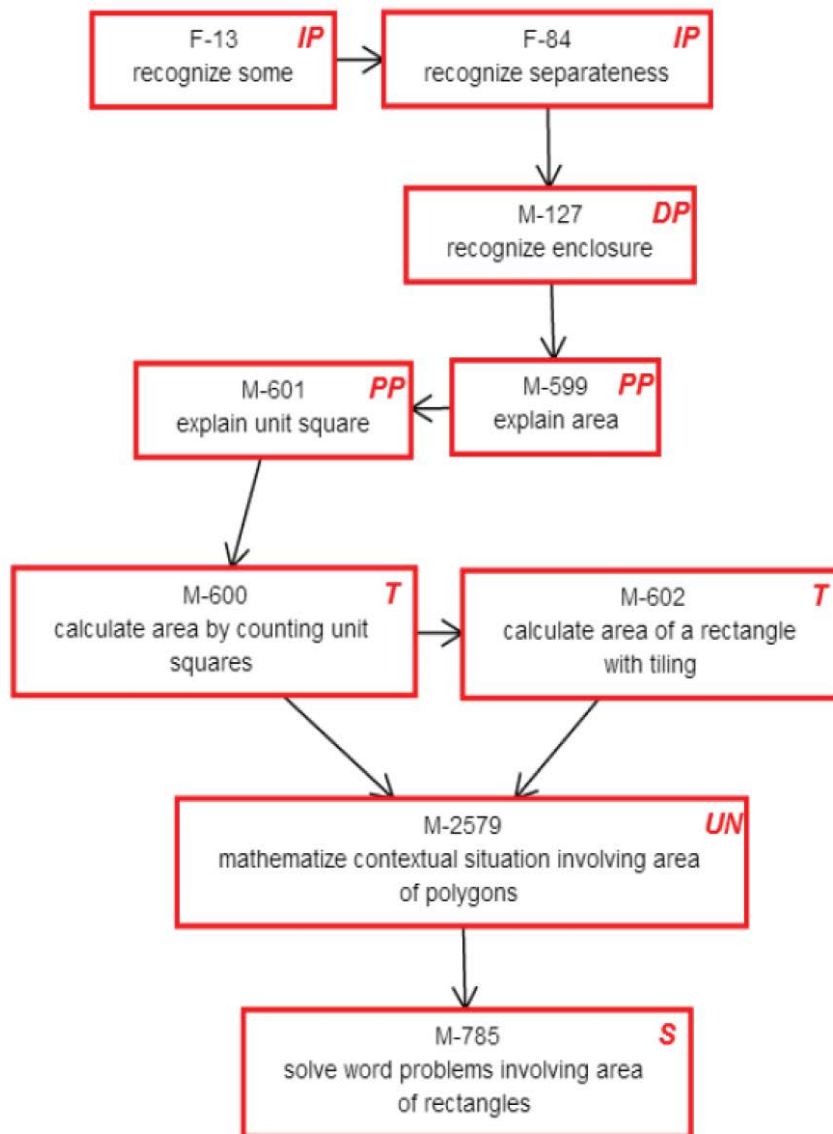 F-13 IP
recognize some
F-84 IP
recognize separateness
M-127 DP
recognize enclosure
M-601 PP
explain unit square
M-599 PP
explain area
M-600 T
calculate area by counting unit
squares
M-602 T
calculate area of a rectangle
with tiling
M-2579 UN
mathematize contextual situation involving area
of polygons
M-785 S
solve word problems involving area
of rectangles